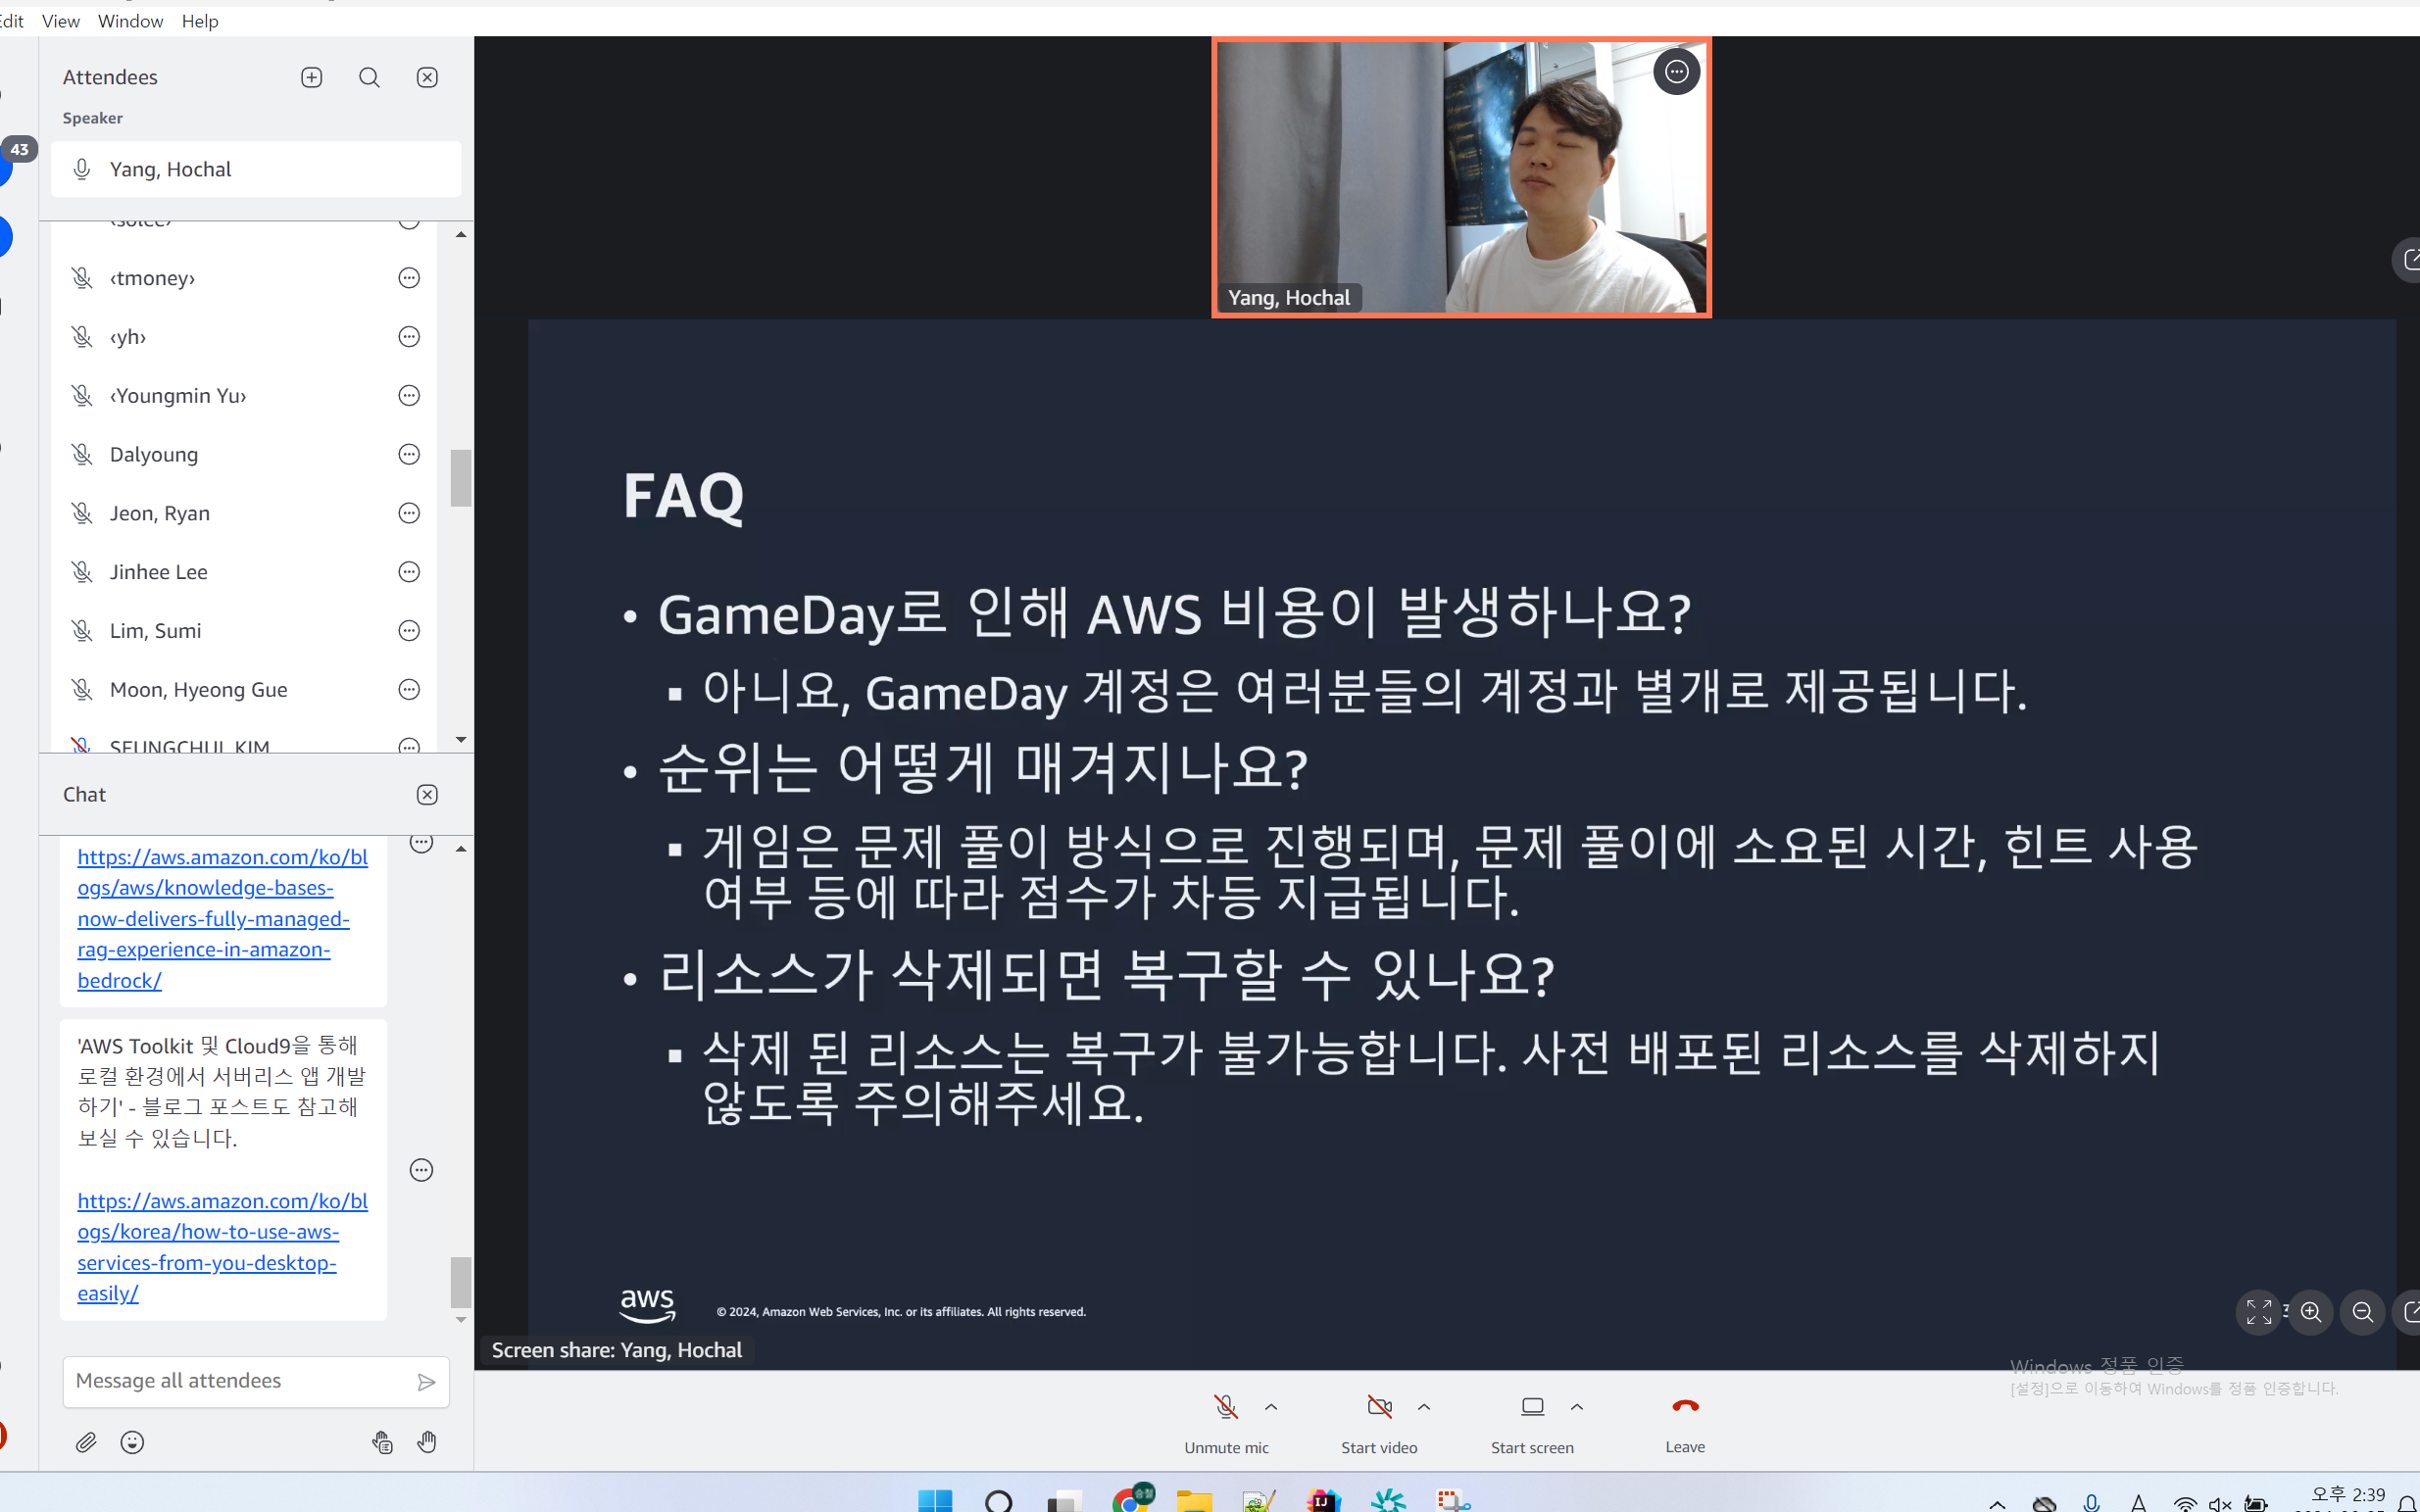 Edit View Window Help
Attendees
Speaker
43
Yang, Hochal
‹solee›
‹tmoney›
‹yh›
‹Youngmin Yu›
Dalyoung
Jeon, Ryan
Jinhee Lee
Lim, Sumi
Moon, Hyeong Gue
SEUNGCHUL KIM
Chat
https://aws.amazon.com/ko/bl
ogs/aws/knowledge-bases-
now-delivers-fully-managed-
rag-experience-in-amazon-
bedrock/
'AWS Toolkit 및 Cloud9을 통해
로컬 환경에서 서버리스 앱 개발
하기' - 블로그 포스트도 참고해
보실 수 있습니다.
https://aws.amazon.com/ko/bl
ogs/korea/how-to-use-aws-
services-from-you-desktop-
easily/
Message all attendees
Yang, Hochal
FAQ
• GameDay로 인해 AWS 비용이 발생하나요?
▪ 아니요, GameDay 계정은 여러분들의 계정과 별개로 제공됩니다.
• 순위는 어떻게 매겨지나요?
▪ 게임은 문제 풀이 방식으로 진행되며, 문제 풀이에 소요된 시간, 힌트 사용
여부 등에 따라 점수가 차등 지급됩니다.
• 리소스가 삭제되면 복구할 수 있나요?
▪ 삭제 된 리소스는 복구가 불가능합니다. 사전 배포된 리소스를 삭제하지
않도록 주의해주세요.
aws
© 2024, Amazon Web Services, Inc. or its affiliates. All rights reserved.
Screen share: Yang, Hochal
Windows 정품 인증
[설정]으로 이동하여 Windows를 정품 인증합니다.
Unmute mic
Start video
Start screen
Leave
승철
IJ
A
오후 2:39